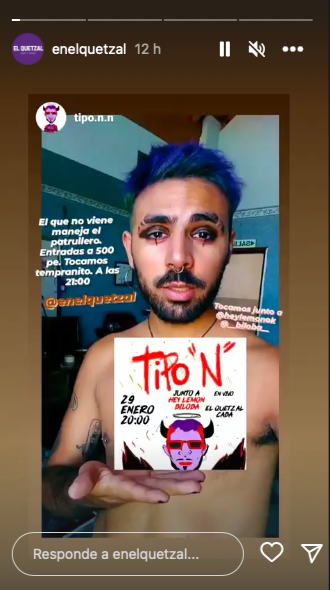 EL QUETZAL
enelquetzal 12 h
tipo.n.n
El que no viene
maneja el
patrullero.
Entradas a 500
pe. Tocamos
tempranito. A las
21:00
@enelquetzal
Tocamos junto a
@heylemonok
@__biloba__
TIPO "N"
29
ENERO
20:00
JUNTO A
HEY LEMON
BILOBA
EN VIVO
EL QUETZAL
CABA
Responde a enelquetzal...